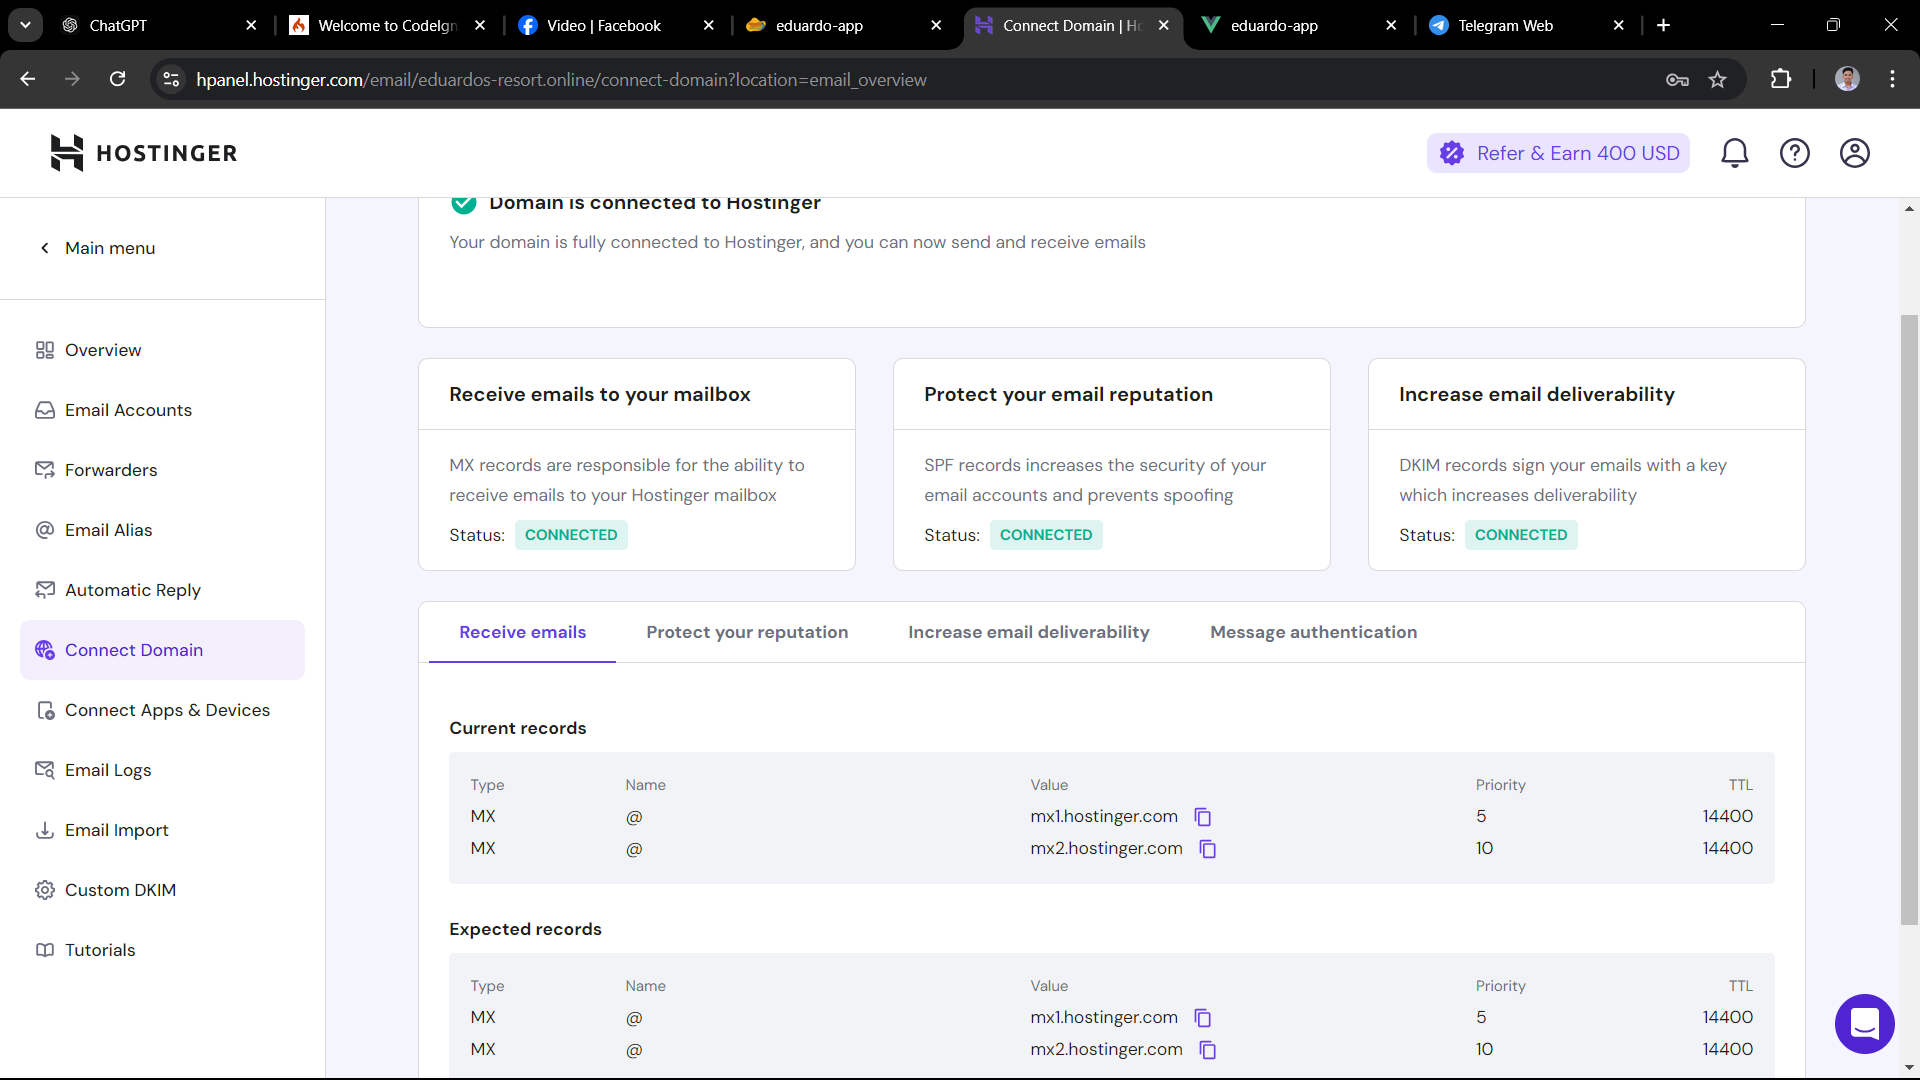 ChatGPT
Welcome to CodeIgn
Video | Facebook
eduardo-app
Connect Domain | Ho
eduardo-app
Telegram Web
hpanel.hostinger.com/email/eduardos-resort.online/connect-domain?location=email_overview
HOSTINGER
Refer & Earn 400 USD
Main menu
Overview
Email Accounts
Forwarders
Email Alias
Automatic Reply
Connect Domain
Connect Apps & Devices
Email Logs
Email Import
Custom DKIM
Tutorials
Domain is connected to Hostinger
Your domain is fully connected to Hostinger, and you can now send and receive emails
Receive emails to your mailbox
MX records are responsible for the ability to
receive emails to your Hostinger mailbox
Status: CONNECTED
Protect your email reputation
SPF records increases the security of your
email accounts and prevents spoofing
Status: CONNECTED
Increase email deliverability
DKIM records sign your emails with a key
which increases deliverability
Status: CONNECTED
Receive emails Protect your reputation Increase email deliverability Message authentication
Current records
Type Name Value Priority TTL
MX @ mx1.hostinger.com 5 14400
MX @ mx2.hostinger.com 10 14400
Expected records
Type Name Value Priority TTL
MX @ mx1.hostinger.com 5 14400
MX @ mx2.hostinger.com 10 14400